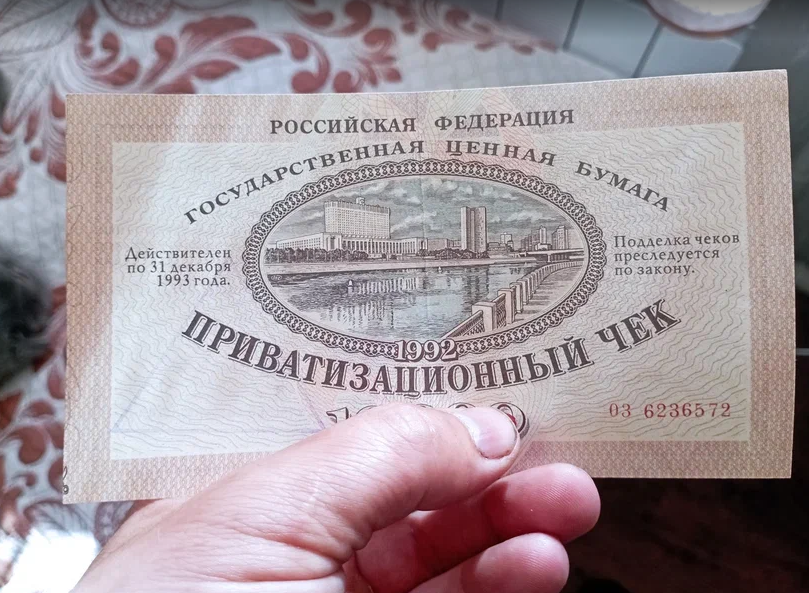 РОССИЙСКАЯ ФЕДЕРАЦИЯ
ГОСУДАРСТВЕННАЯ ЦЕННАЯ БУМАГА
Действителен
по 31 декабря
1993 года.
Подделка чеков
преследуется
по закону.
1992
ПРИВАТИЗАЦИОННЫЙ ЧЕК
03 6236572